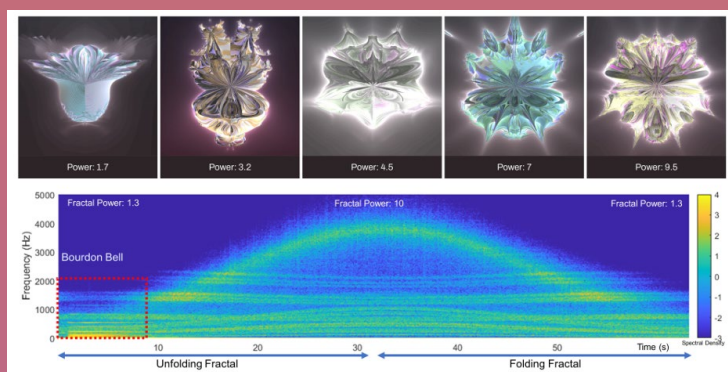 Power: 1.7 Power: 3.2 Power: 4.5 Power: 7 Power: 9.5
5000
4000
3000
2000
1000
0
Frequency (Hz)
Fractal Power: 1.3 Fractal Power: 10 Fractal Power: 1.3
Bourdon Bell
10 20 30 40 50 Time (s)
Unfolding Fractal Folding Fractal
4
3
2
1
0
-1
-2
-3
Spectral Density